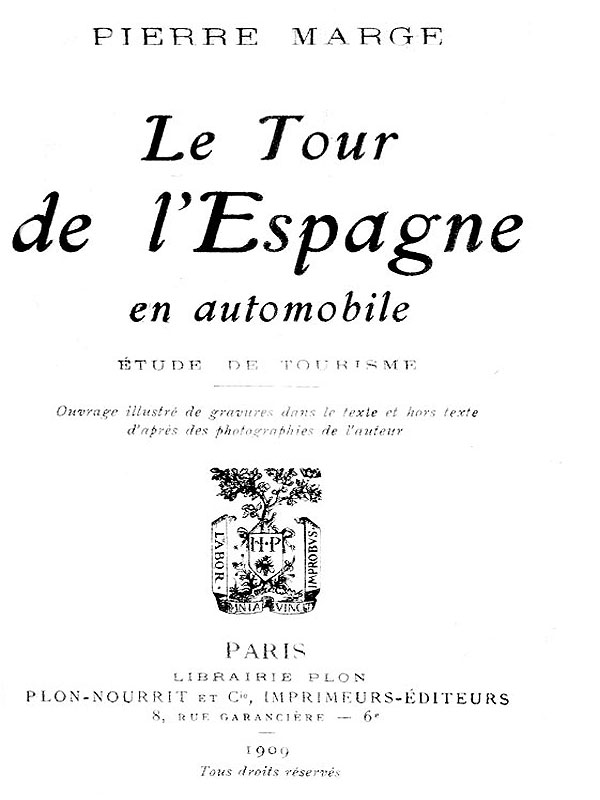 PIERRE MARGE
Le Tour
de l'Espagne
en automobile
ÉTUDE DE TOURISME
Ouvrage illustré de gravures dans le texte et hors texte
d'après des photographies de l'auteur
H·P
LABOR
IMPROBVS
OMNIA VINCIT
PARIS
LIBRAIRIE PLON
PLON-NOURRIT ET Cie, IMPRIMEURS-ÉDITEURS
8, RUE GARANCIÈRE — 6e
1909
Tous droits réservés